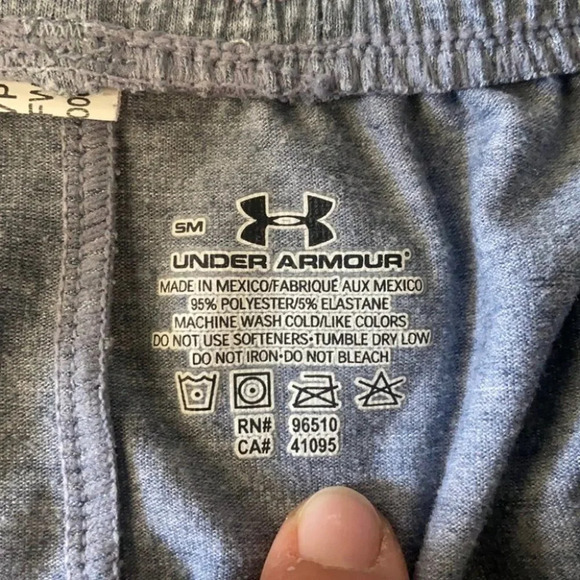 SM
UNDER ARMOUR
MADE IN MEXICO/FABRIQUÉ AUX MEXICO
95% POLYESTER/5% ELASTANE
MACHINE WASH COLD/LIKE COLORS
DO NOT USE SOFTENERS•TUMBLE DRY LOW
DO NOT IRON•DO NOT BLEACH
RN# 96510
CA# 41095